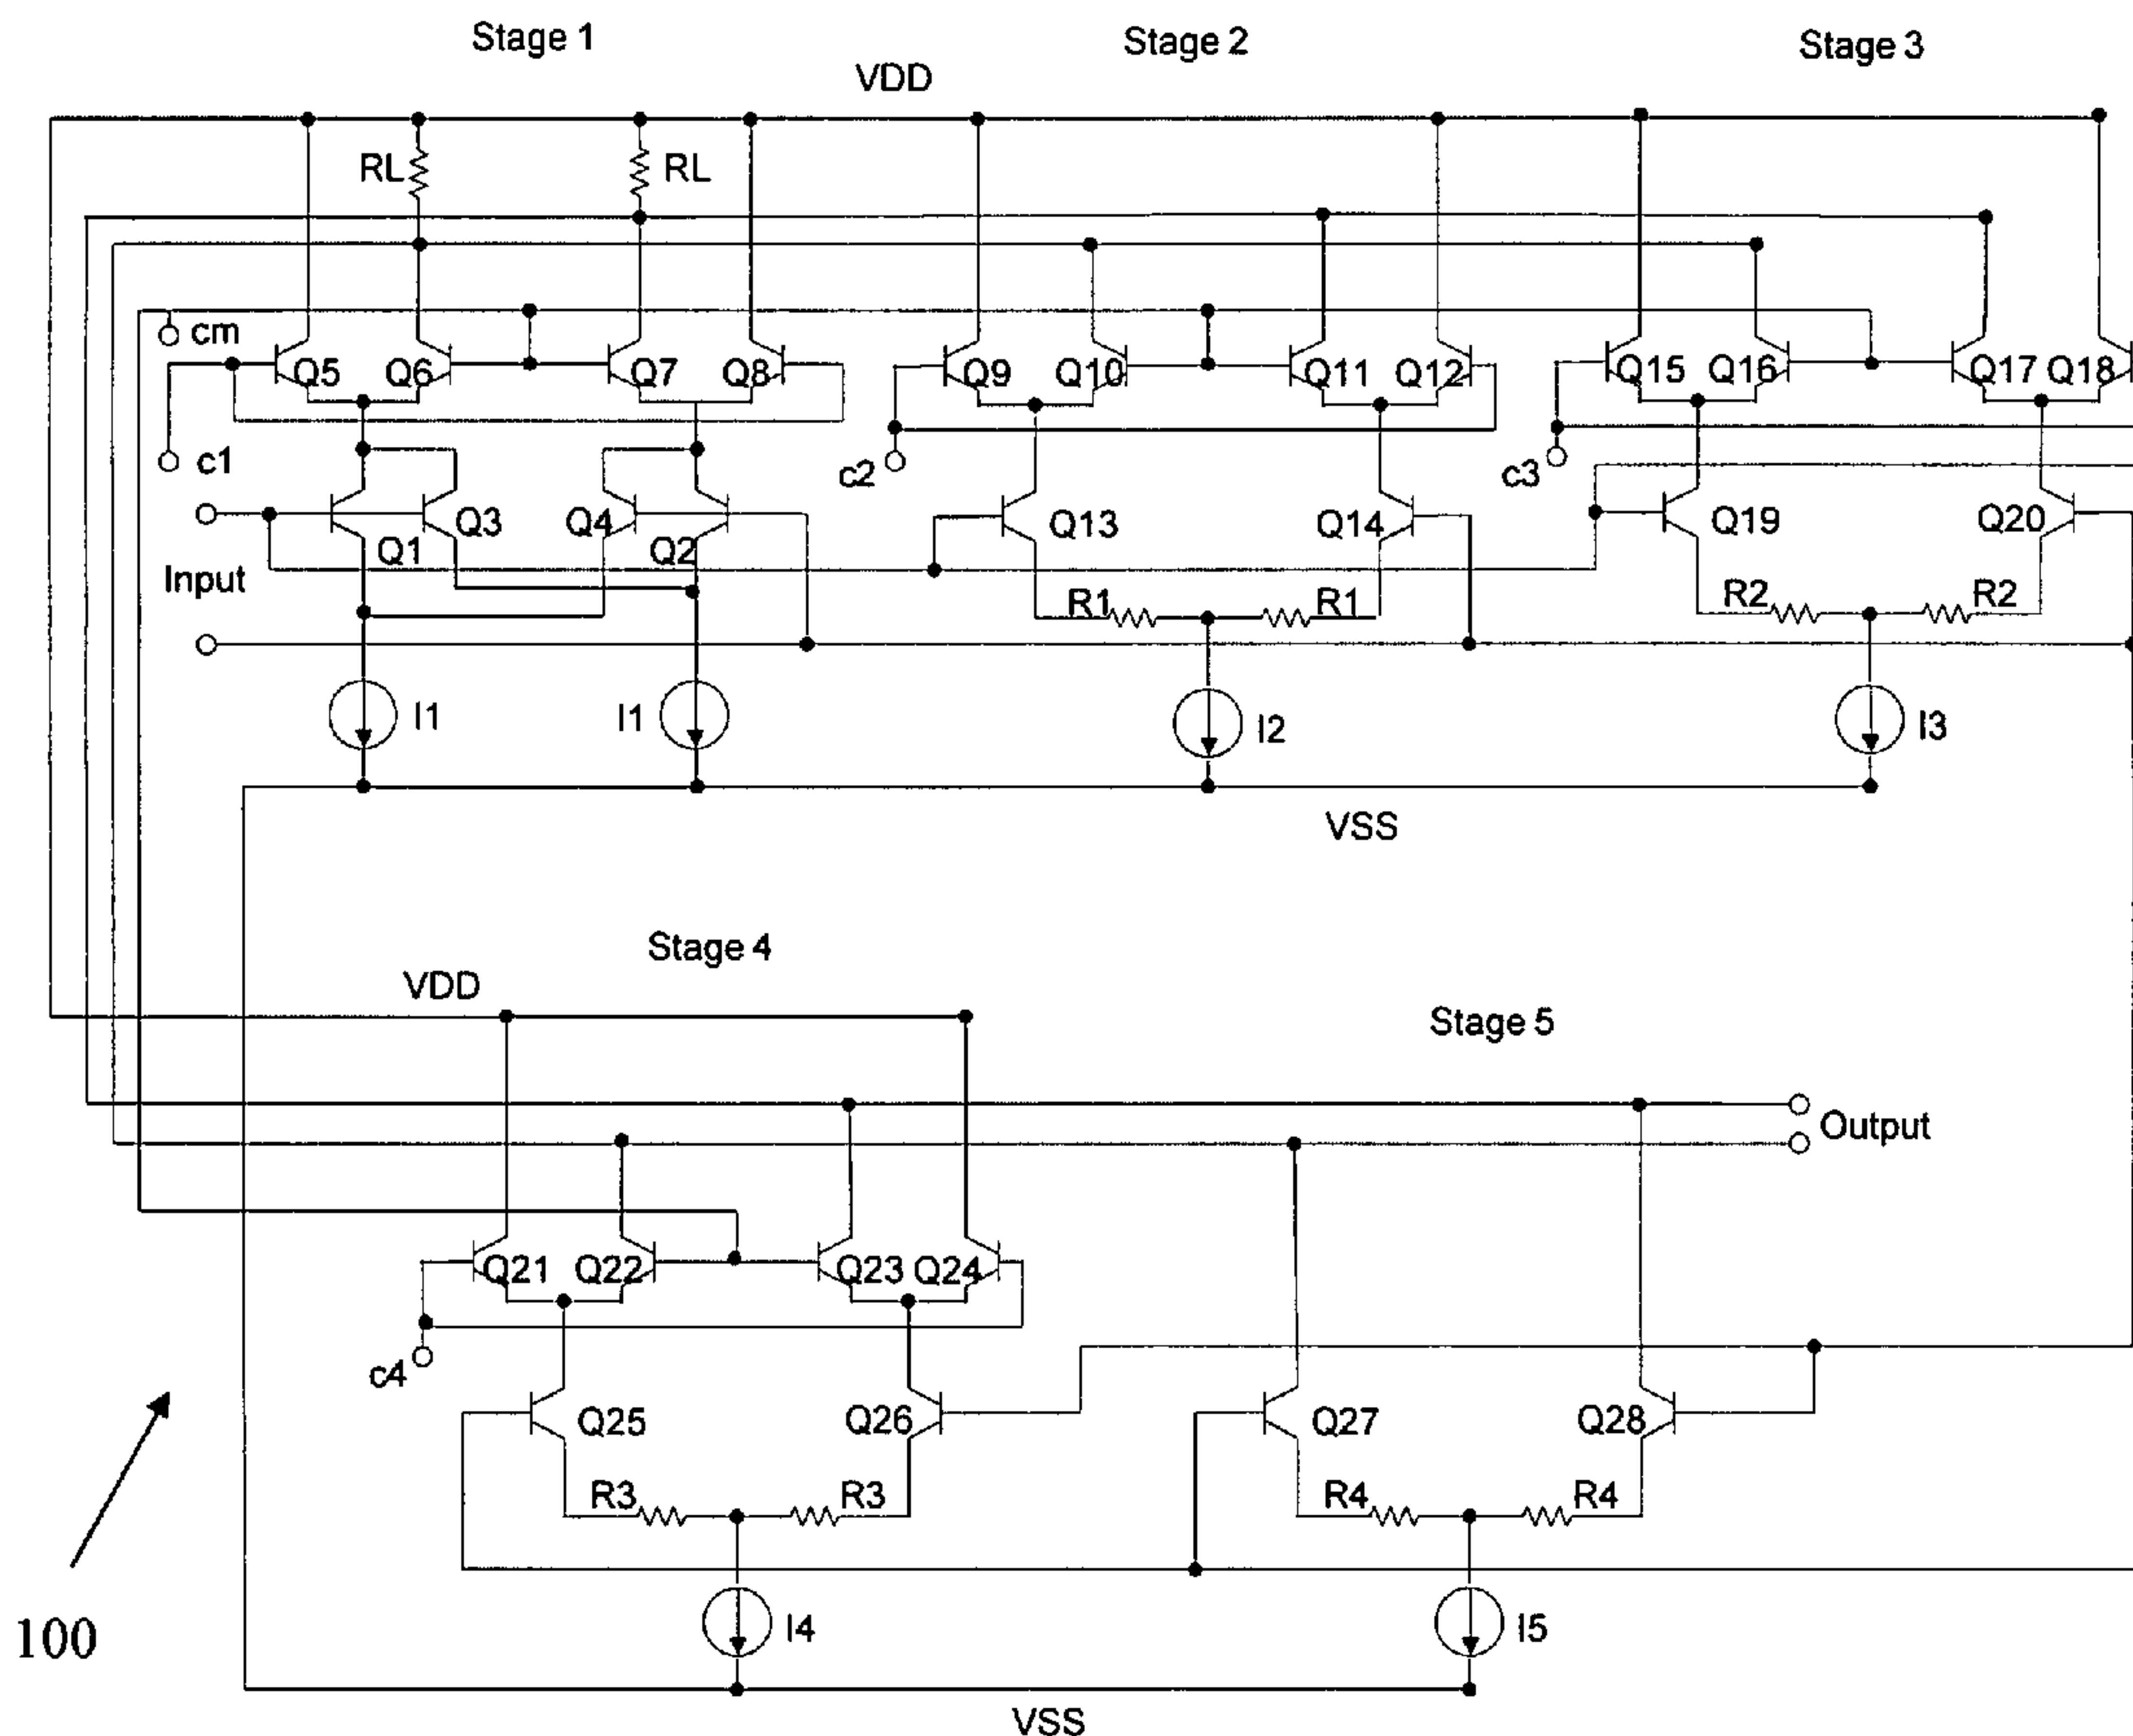 Stage 1
Stage 2
Stage 3
VDD
RL
RL
cm
Q5
Q6
Q7
Q8
Q9
Q10
Q11
Q12
Q15
Q16
Q17
Q18
c1
c2
c3
Q1
Q3
Q4
Q2
Q13
Q14
Q19
Q20
Input
R1
R1
R2
R2
I1
I1
I2
I3
VSS
Stage 4
VDD
Stage 5
Output
Q21
Q22
Q23
Q24
c4
Q25
Q26
Q27
Q28
R3
R3
R4
R4
I4
I5
100
VSS